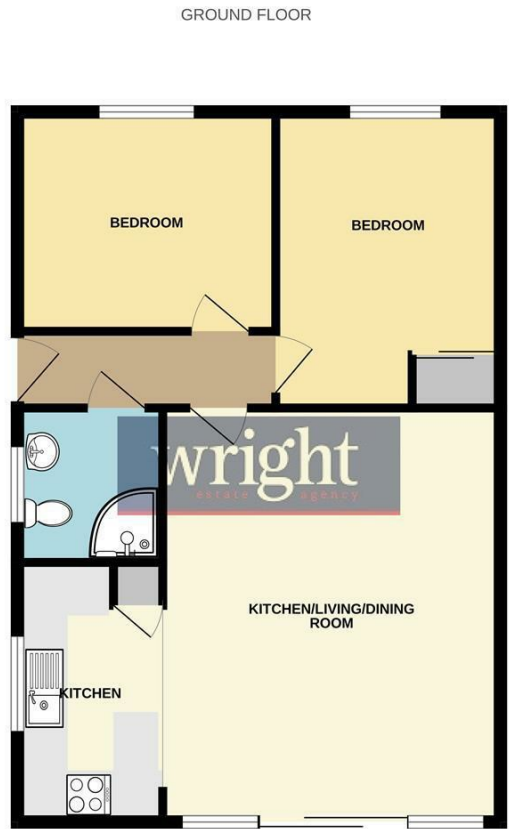 GROUND FLOOR
BEDROOM
BEDROOM
wright
estate agency
KITCHEN/LIVING/DINING
ROOM
KITCHEN